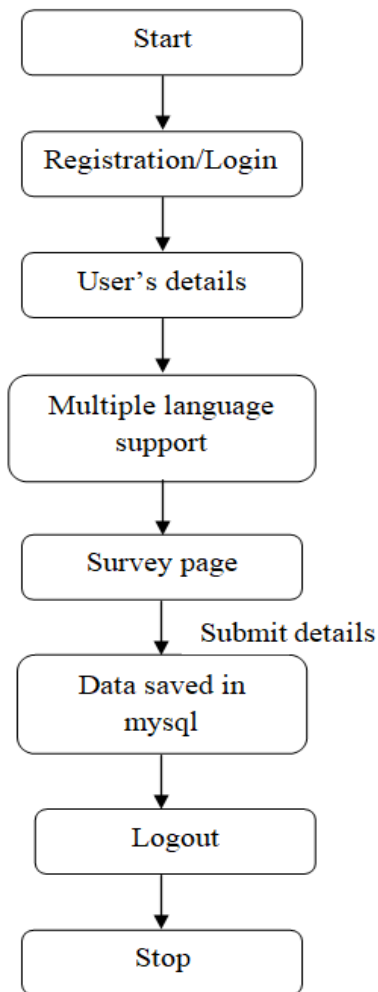 Start
Registration/Login
User’s details
Multiple language
support
Survey page
Submit details
Data saved in
mysql
Logout
Stop